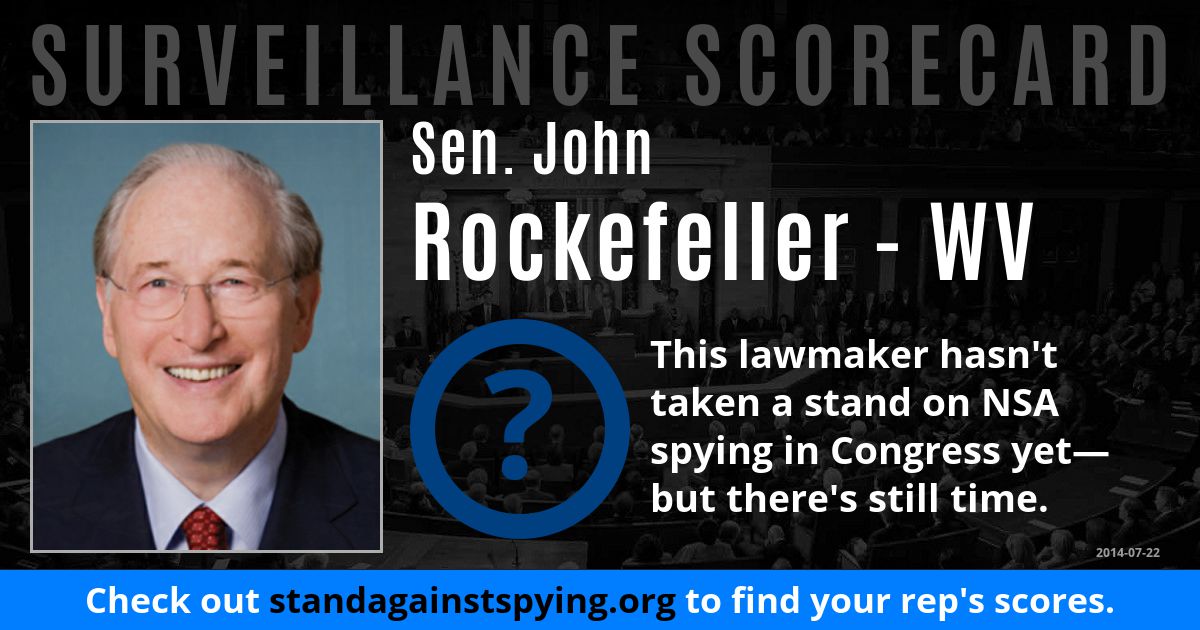 SURVEILLANCE SCORECARD
Sen. John
Rockefeller - WV
?
This lawmaker hasn't
taken a stand on NSA
spying in Congress yet—
but there's still time.
2014-07-22
Check out standagainstspying.org to find your rep's scores.